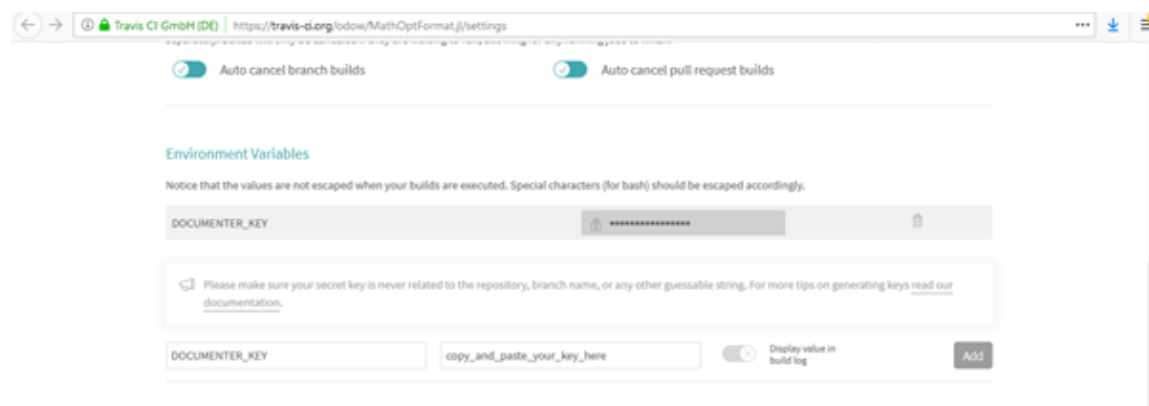 Travis CI GmbH (DE) https://travis-ci.org/odow/MathOptFormat.jl/settings
Auto cancel branch builds Auto cancel pull request builds
Environment Variables
Notice that the values are not escaped when your builds are executed. Special characters (for bash) should be escaped accordingly.
DOCUMENTER_KEY ••••••••••••••••
Please make sure your secret key is never related to the repository, branch name, or any other guessable string. For more tips on generating keys read our
documentation.
DOCUMENTER_KEY copy_and_paste_your_key_here Display value in
build log Add